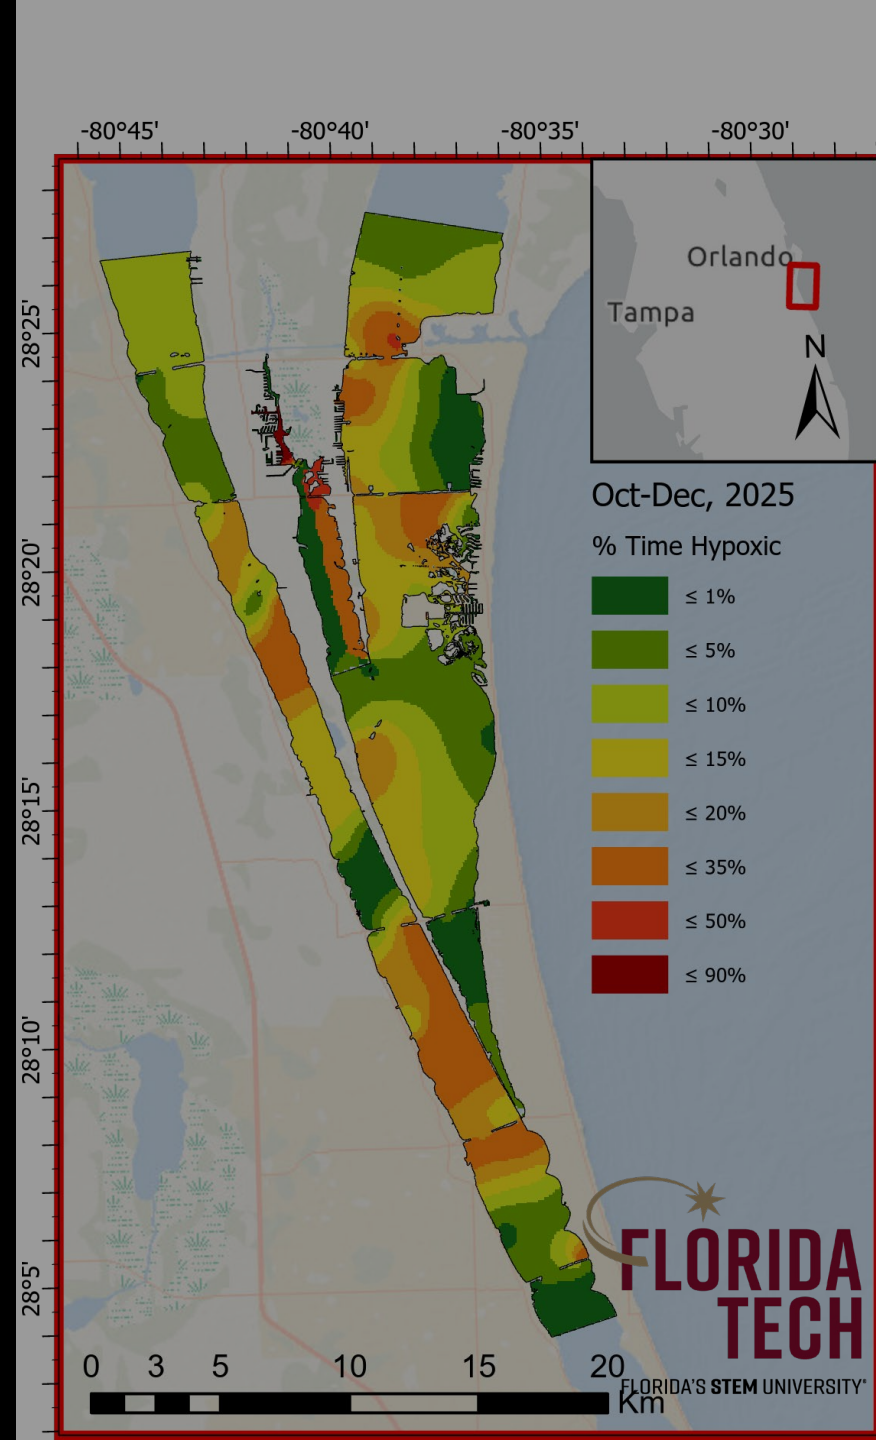 -80°45' -80°40' -80°35' -80°30'
28°25'
28°20'
28°15'
28°10'
28°5'
Orlando
Tampa
N
Oct-Dec, 2025
% Time Hypoxic
≤ 1%
≤ 5%
≤ 10%
≤ 15%
≤ 20%
≤ 35%
≤ 50%
≤ 90%
FLORIDA
TECH
FLORIDA'S STEM UNIVERSITY®
0 3 5 10 15 20
Km